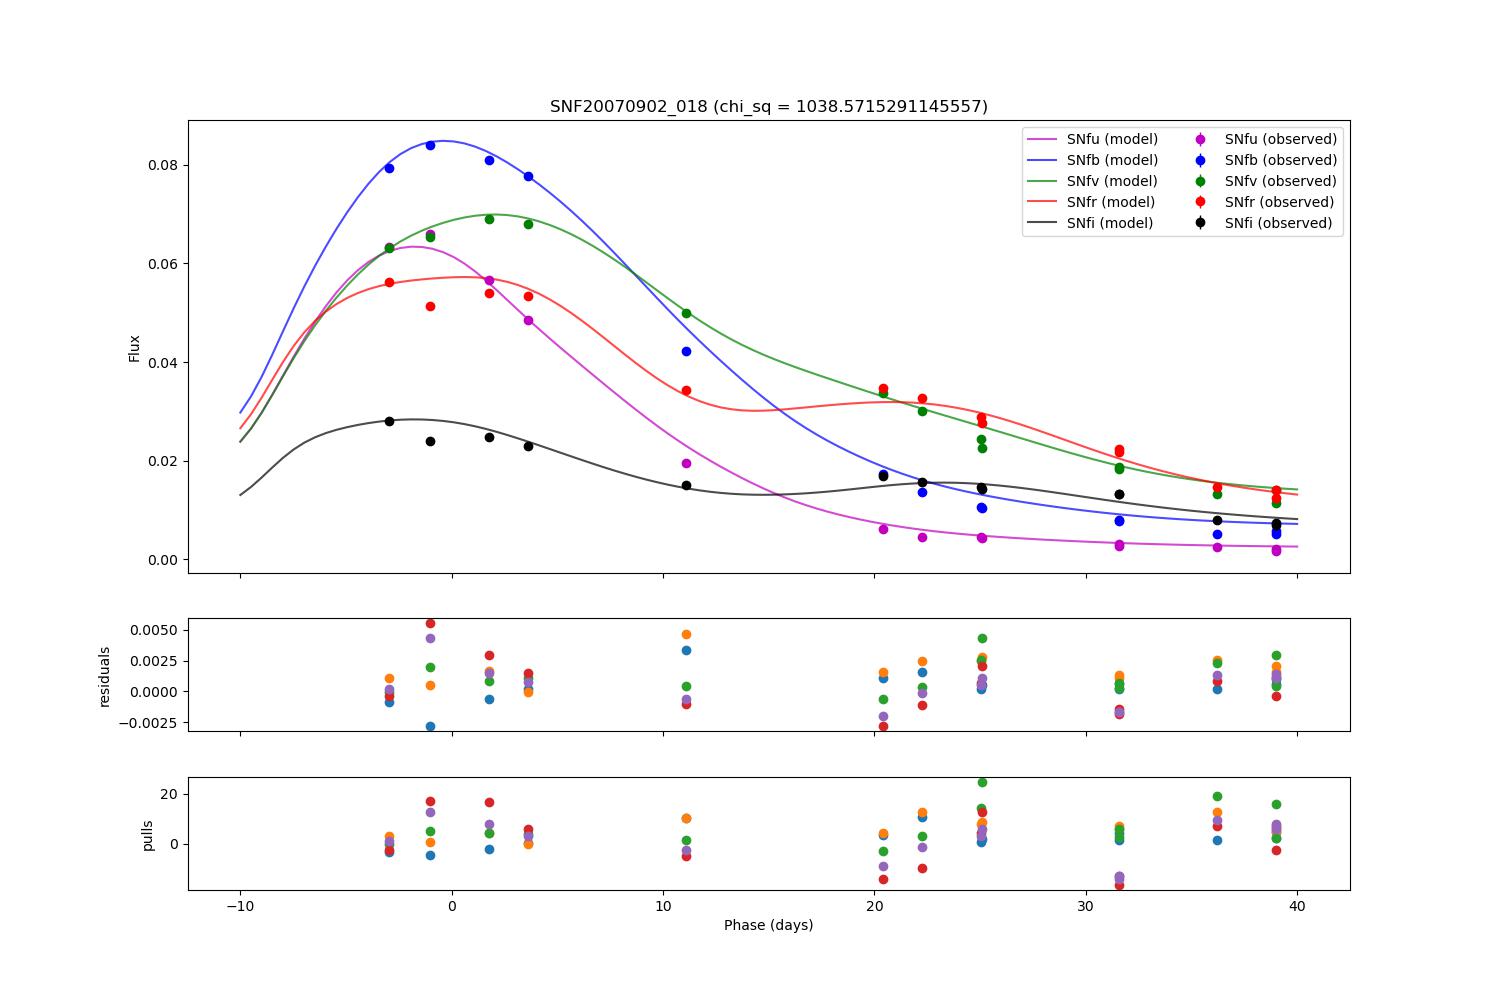 SNF20070902_018 (chi_sq = 1038.5715291145557)
SNfu (model) SNfu (observed)
SNfb (model) SNfb (observed)
SNfv (model) SNfv (observed)
SNfr (model) SNfr (observed)
SNfi (model) SNfi (observed)
0.08
0.06
0.04
0.02
0.00
Flux
0.0050
0.0025
0.0000
−0.0025
residuals
20
0
pulls
−10 0 10 20 30 40
Phase (days)